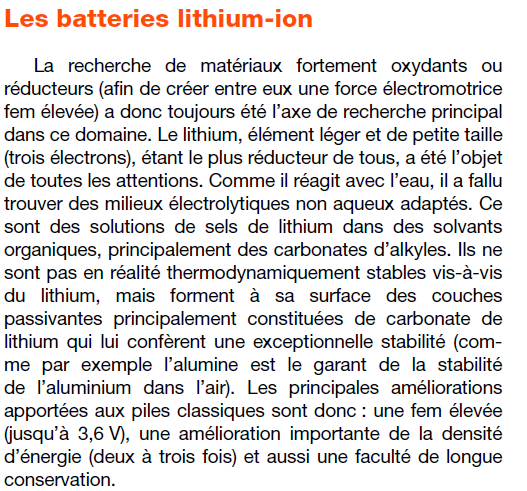 Les batteries lithium-ion
La recherche de matériaux fortement oxydants ou
réducteurs (afin de créer entre eux une force électromotrice
fem élevée) a donc toujours été l'axe de recherche principal
dans ce domaine. Le lithium, élément léger et de petite taille
(trois électrons), étant le plus réducteur de tous, a été l'objet
de toutes les attentions. Comme il réagit avec l'eau, il a fallu
trouver des milieux électrolytiques non aqueux adaptés. Ce
sont des solutions de sels de lithium dans des solvants
organiques, principalement des carbonates d'alkyles. Ils ne
sont pas en réalité thermodynamiquement stables vis-à-vis
du lithium, mais forment à sa surface des couches
passivantes principalement constituées de carbonate de
lithium qui lui confèrent une exceptionnelle stabilité (com-
me par exemple l'alumine est le garant de la stabilité
de l'aluminium dans l'air). Les principales améliorations
apportées aux piles classiques sont donc : une fem élevée
(jusqu'à 3,6 V), une amélioration importante de la densité
d'énergie (deux à trois fois) et aussi une faculté de longue
conservation.